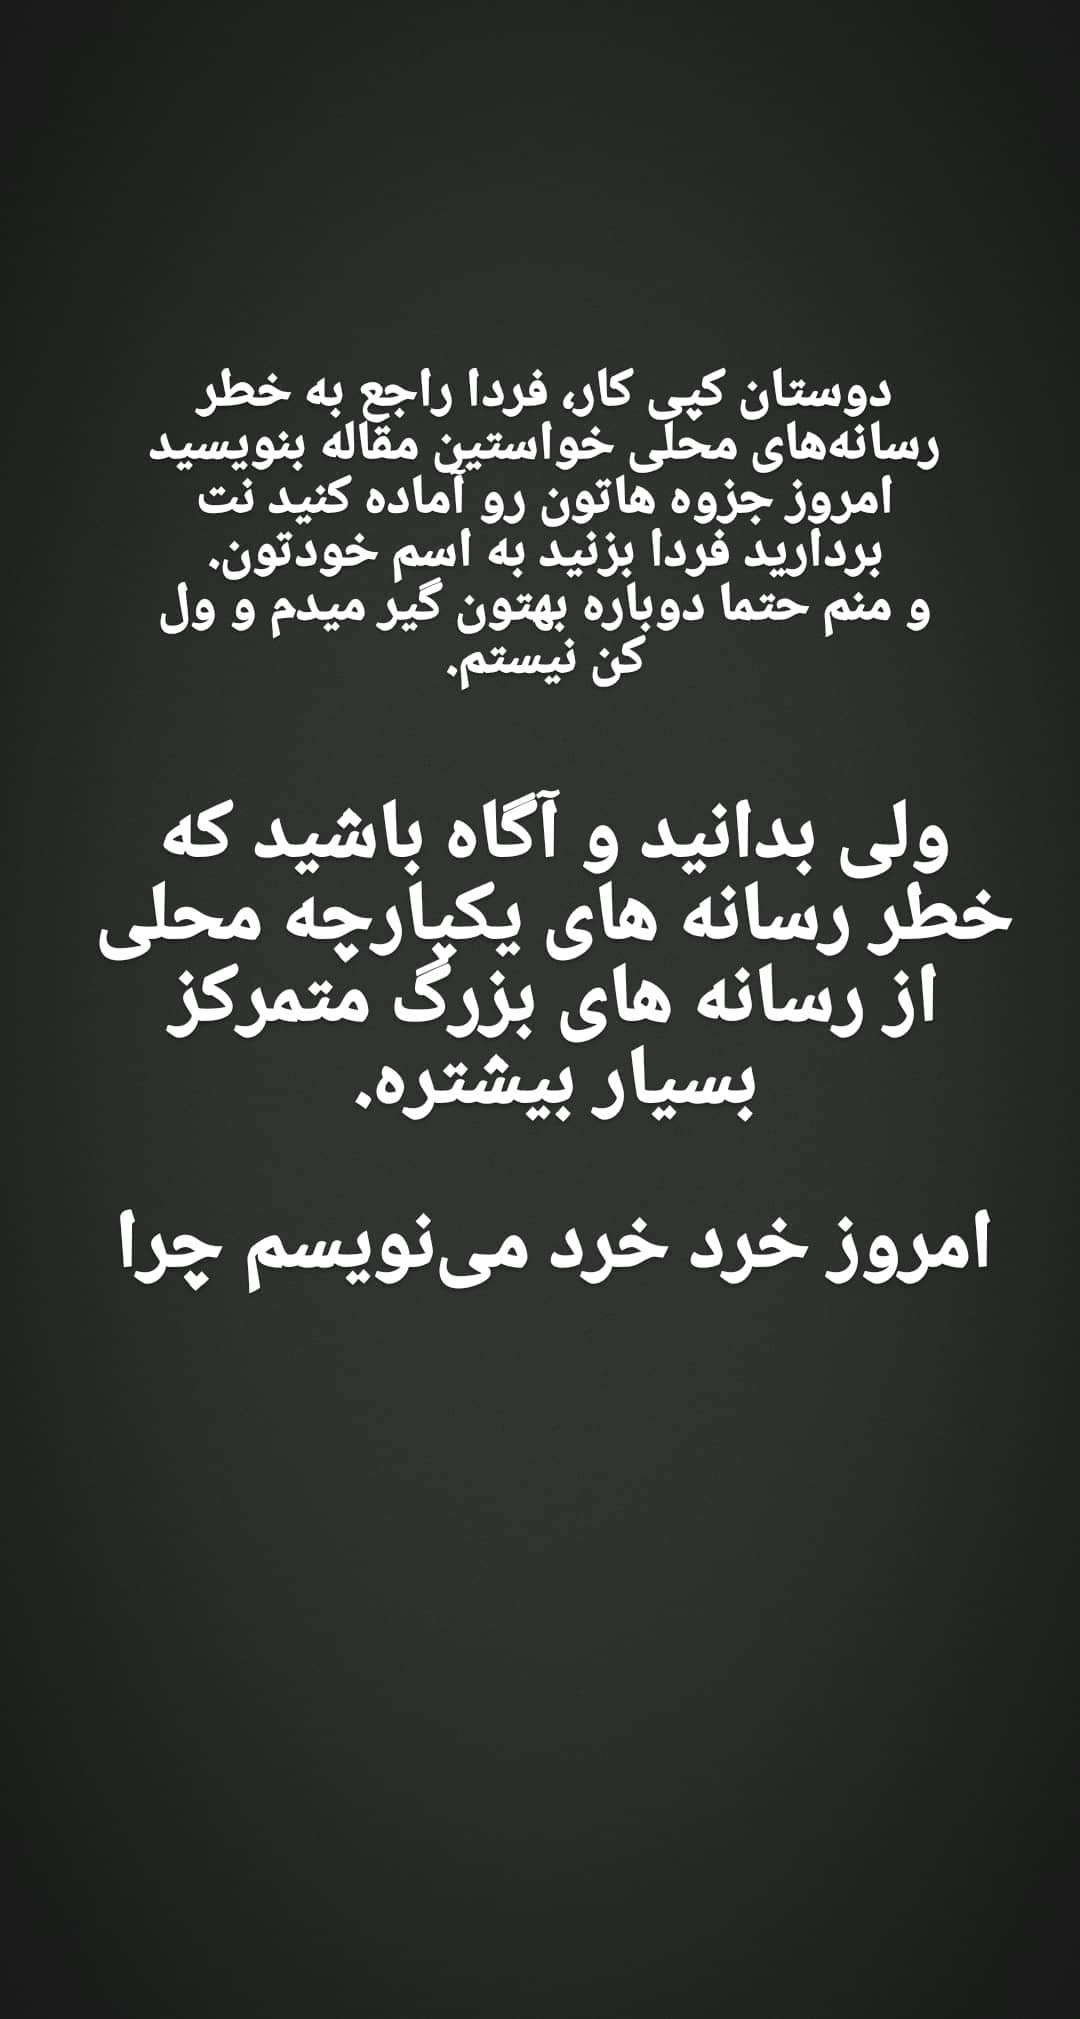 دوستان کپی کار، فردا راجع به خطر
رسانه‌های محلی خواستین مقاله بنویسید
امروز جزوه هاتون رو آماده کنید نت
بردارید فردا بزنید به اسم خودتون.
و منم حتما دوباره بهتون گیر میدم و ول
کن نیستم.
ولی بدانید و آگاه باشید که
خطر رسانه های یکپارچه محلی
از رسانه های بزرگ متمرکز
بسیار بیشتره.
امروز خرد خرد می‌نویسم چرا